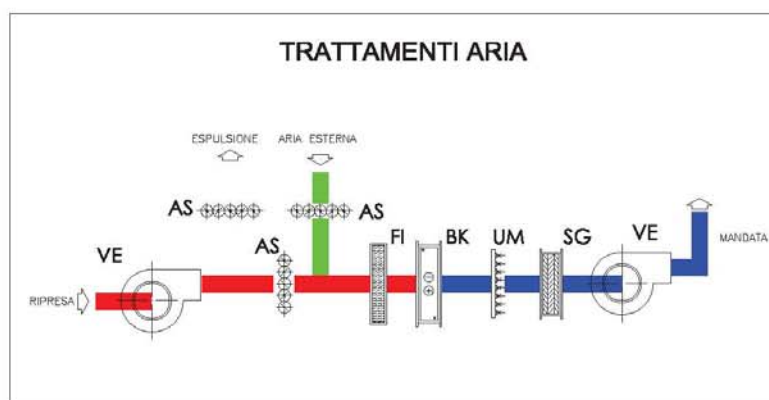 TRATTAMENTI ARIA
ESPULSIONE
ARIA ESTERNA
AS
AS
AS
VE
FI
BK
UM
SG
VE
MANDATA
RIPRESA